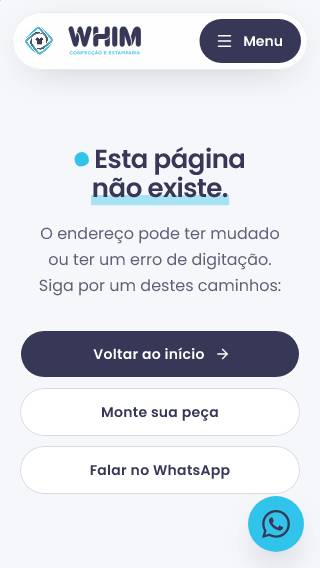 WHIM
CONFECÇÃO E ESTAMPARIA
Menu
Esta página
não existe.
O endereço pode ter mudado
ou ter um erro de digitação.
Siga por um destes caminhos:
Voltar ao início
Monte sua peça
Falar no WhatsApp